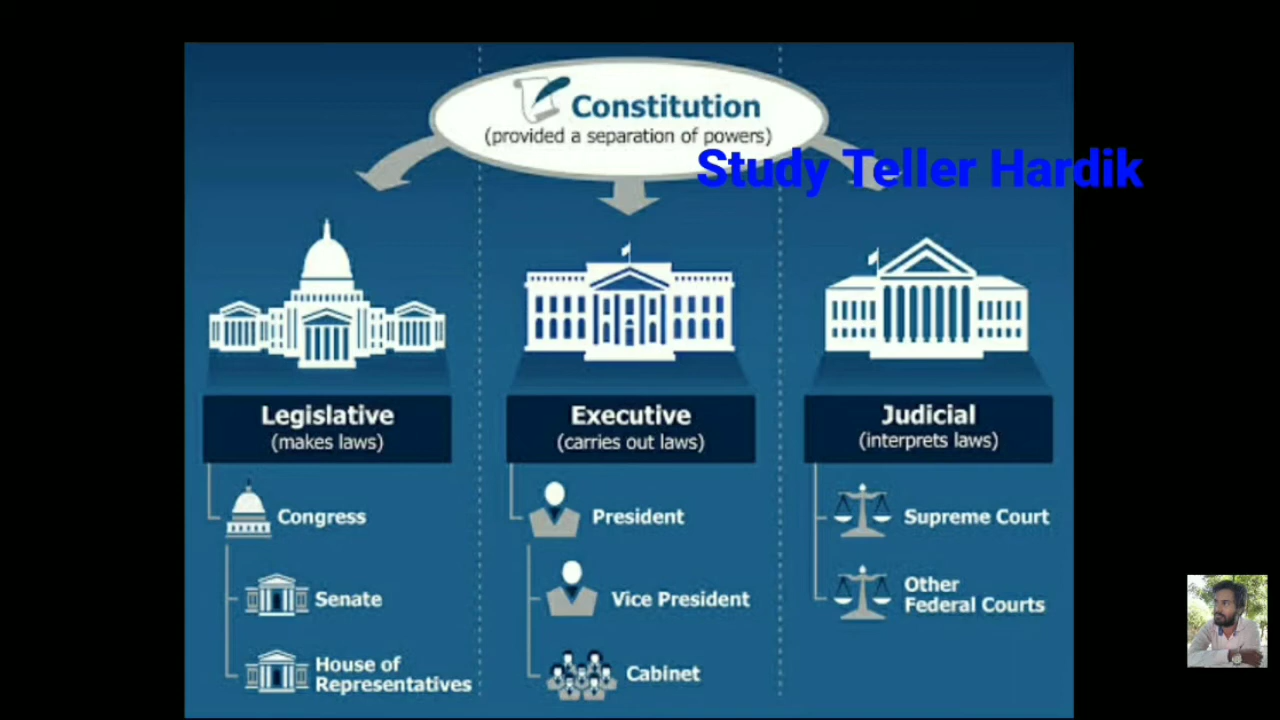 Constitution
(provided a separation of powers)
Study Teller Hardik
Legislative
(makes laws)
Congress
Senate
House of
Representatives
Executive
(carries out laws)
President
Vice President
Cabinet
Judicial
(interprets laws)
Supreme Court
Other
Federal Courts